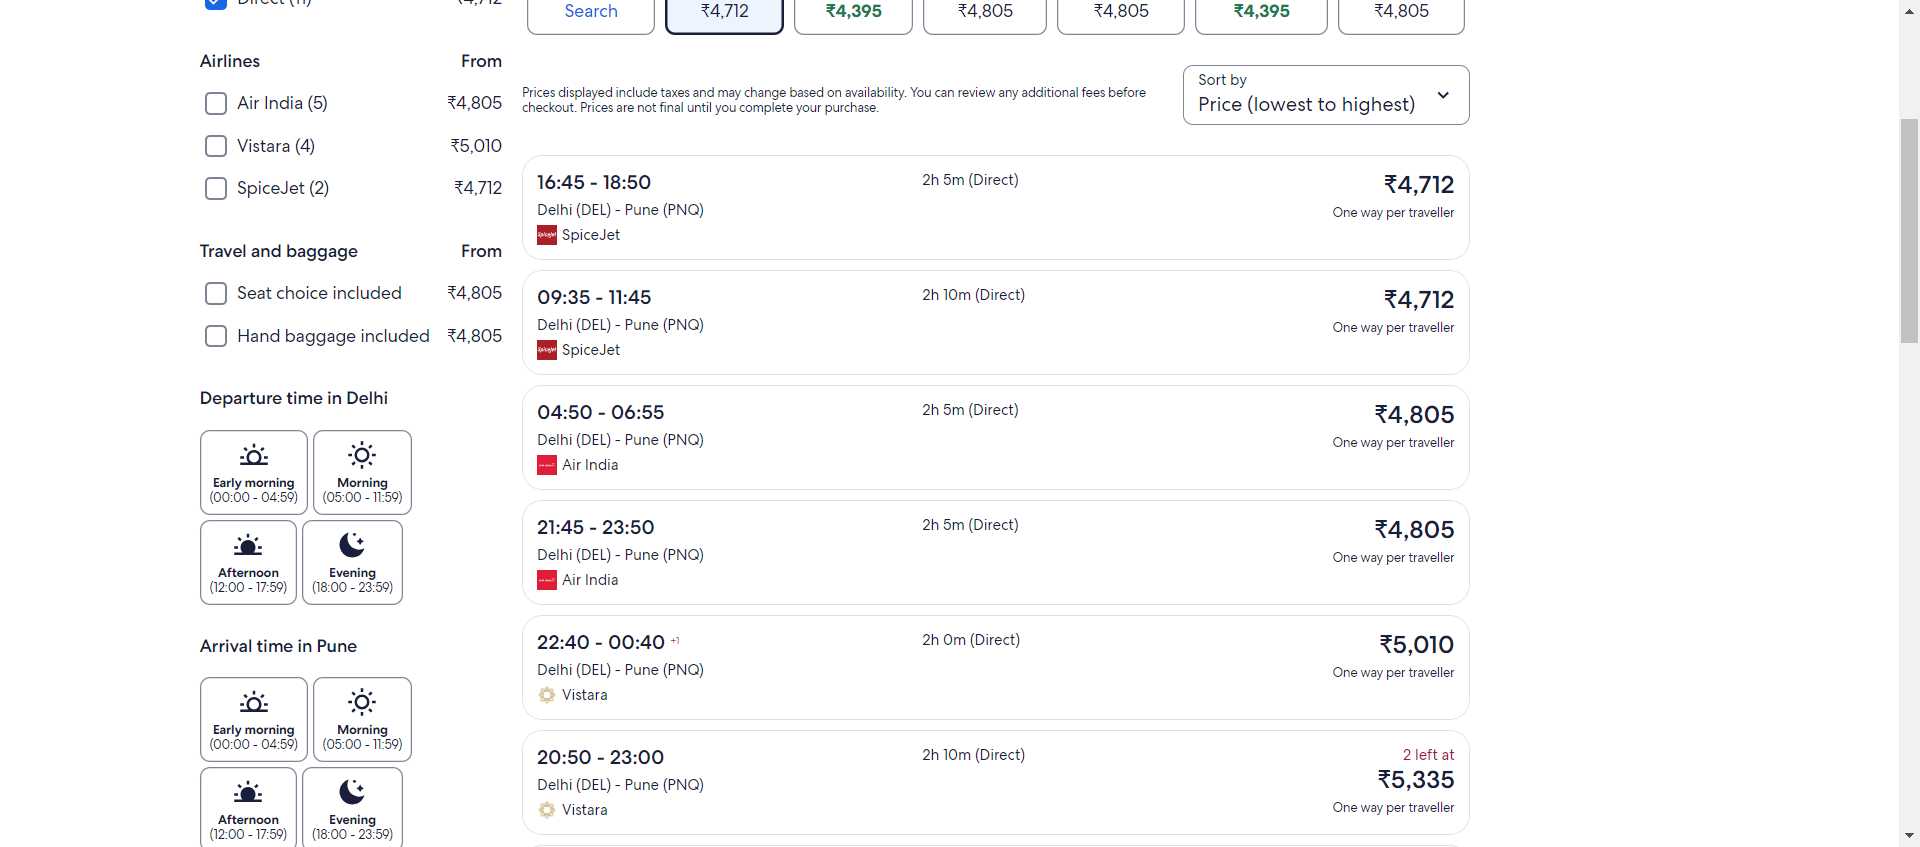 Direct (11) ₹4,712
Search ₹4,712 ₹4,395 ₹4,805 ₹4,805 ₹4,395 ₹4,805
Airlines From
Air India (5) ₹4,805
Vistara (4) ₹5,010
SpiceJet (2) ₹4,712
Travel and baggage From
Seat choice included ₹4,805
Hand baggage included ₹4,805
Departure time in Delhi
Early morning
(00:00 - 04:59)
Morning
(05:00 - 11:59)
Afternoon
(12:00 - 17:59)
Evening
(18:00 - 23:59)
Arrival time in Pune
Early morning
(00:00 - 04:59)
Morning
(05:00 - 11:59)
Afternoon
(12:00 - 17:59)
Evening
(18:00 - 23:59)
Prices displayed include taxes and may change based on availability. You can review any additional fees before
checkout. Prices are not final until you complete your purchase.
Sort by
Price (lowest to highest)
16:45 - 18:50 2h 5m (Direct) ₹4,712
Delhi (DEL) - Pune (PNQ) One way per traveller
SpiceJet SpiceJet
09:35 - 11:45 2h 10m (Direct) ₹4,712
Delhi (DEL) - Pune (PNQ) One way per traveller
SpiceJet SpiceJet
04:50 - 06:55 2h 5m (Direct) ₹4,805
Delhi (DEL) - Pune (PNQ) One way per traveller
Air India
21:45 - 23:50 2h 5m (Direct) ₹4,805
Delhi (DEL) - Pune (PNQ) One way per traveller
Air India
22:40 - 00:40 +1 2h 0m (Direct) ₹5,010
Delhi (DEL) - Pune (PNQ) One way per traveller
Vistara
20:50 - 23:00 2h 10m (Direct) 2 left at
₹5,335
Delhi (DEL) - Pune (PNQ) One way per traveller
Vistara